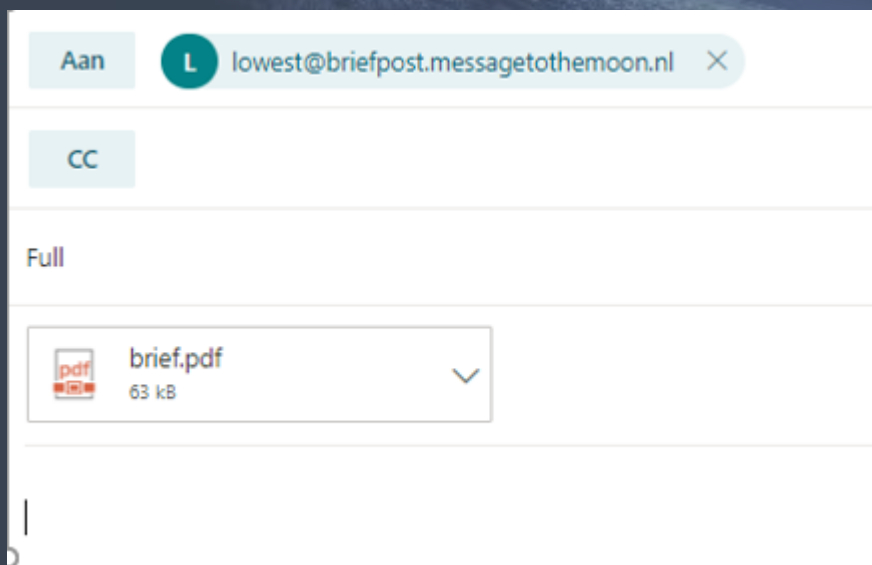 Aan L lowest@briefpost.messagetothemoon.nl
CC
Full
pdf brief.pdf
63 kB